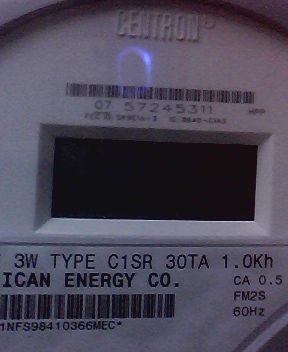 CENTRON®
07 57245311
3W TYPE C1SR 30TA 1.0Kh
ICAN ENERGY CO. CA 0.5
FM2S
1NFS98410366MEC* 60Hz